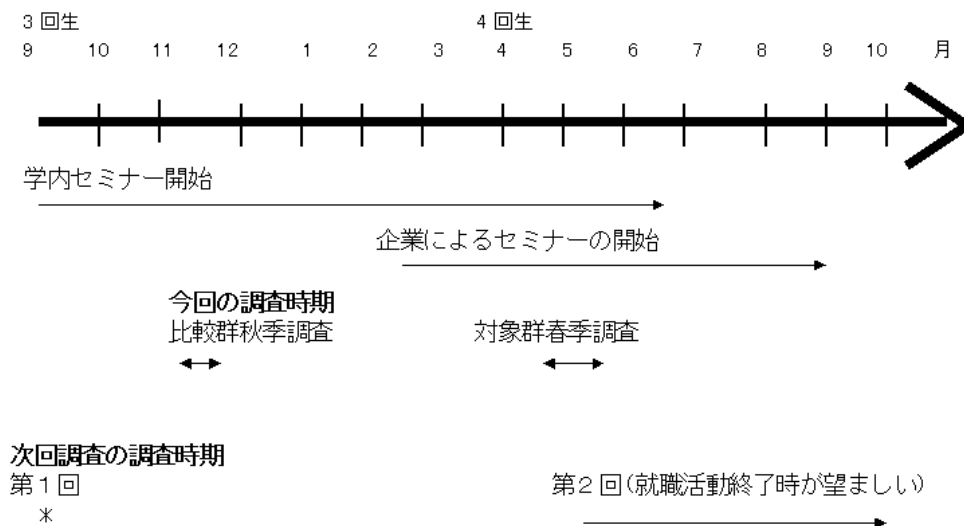 3回生 4回生
9 10 11 12 1 2 3 4 5 6 7 8 9 10 月
学内セミナー開始
企業によるセミナーの開始
今回の調査時期
比較群秋季調査 対象群春季調査
次回調査の調査時期
第1回 第2回(就職活動終了時が望ましい)
*